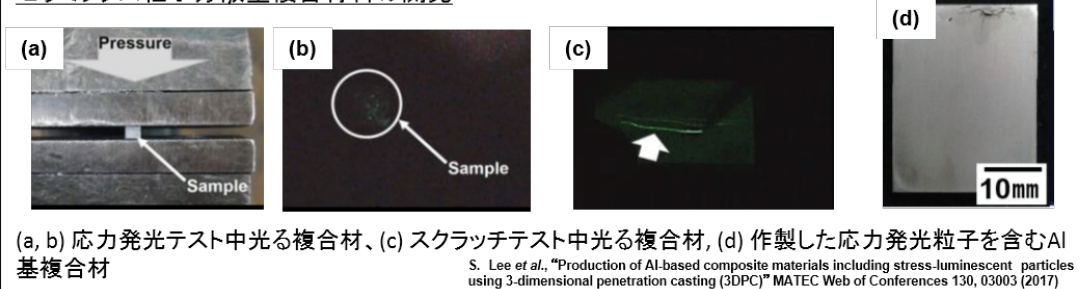 (a)
Pressure
Sample
(b)
Sample
(c)
(d)
10mm
(a, b) 応力発光テスト中光る複合材、(c) スクラッチテスト中光る複合材, (d) 作製した応力発光粒子を含むAl
基複合材
S. Lee et al., “Production of Al-based composite materials including stress-luminescent particles
using 3-dimensional penetration casting (3DPC)” MATEC Web of Conferences 130, 03003 (2017)